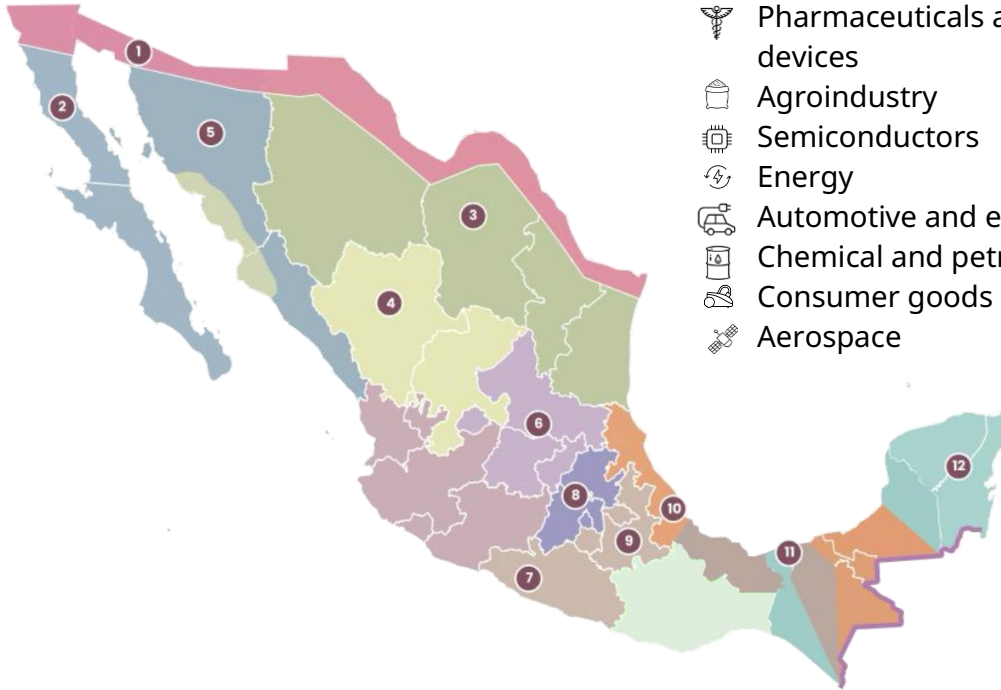 Pharmaceuticals a
devices
Agroindustry
Semiconductors
Energy
Automotive and e
Chemical and petr
Consumer goods
Aerospace
1
2
5
3
4
6
12
8
10
9
11
7